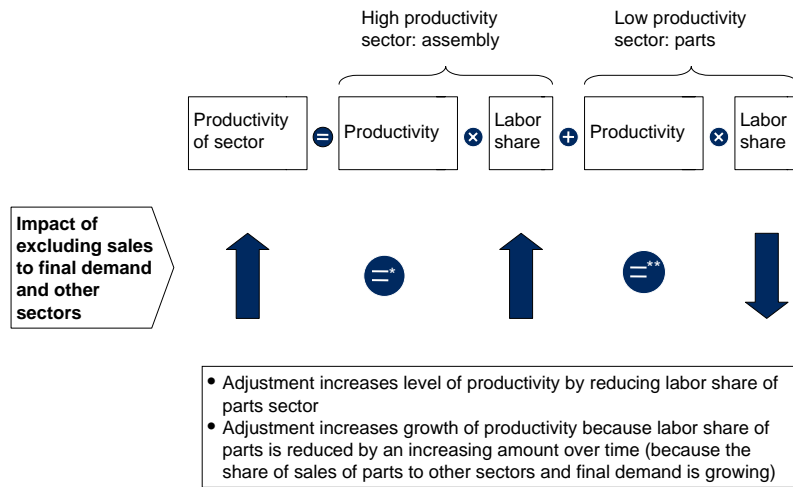 High productivity
sector: assembly
Low productivity
sector: parts
Productivity
of sector
=
Productivity
×
Labor
share
+
Productivity
×
Labor
share
Impact of
excluding sales
to final demand
and other
sectors
=*
=**
• Adjustment increases level of productivity by reducing labor share of
parts sector
• Adjustment increases growth of productivity because labor share of
parts is reduced by an increasing amount over time (because the
share of sales of parts to other sectors and final demand is growing)